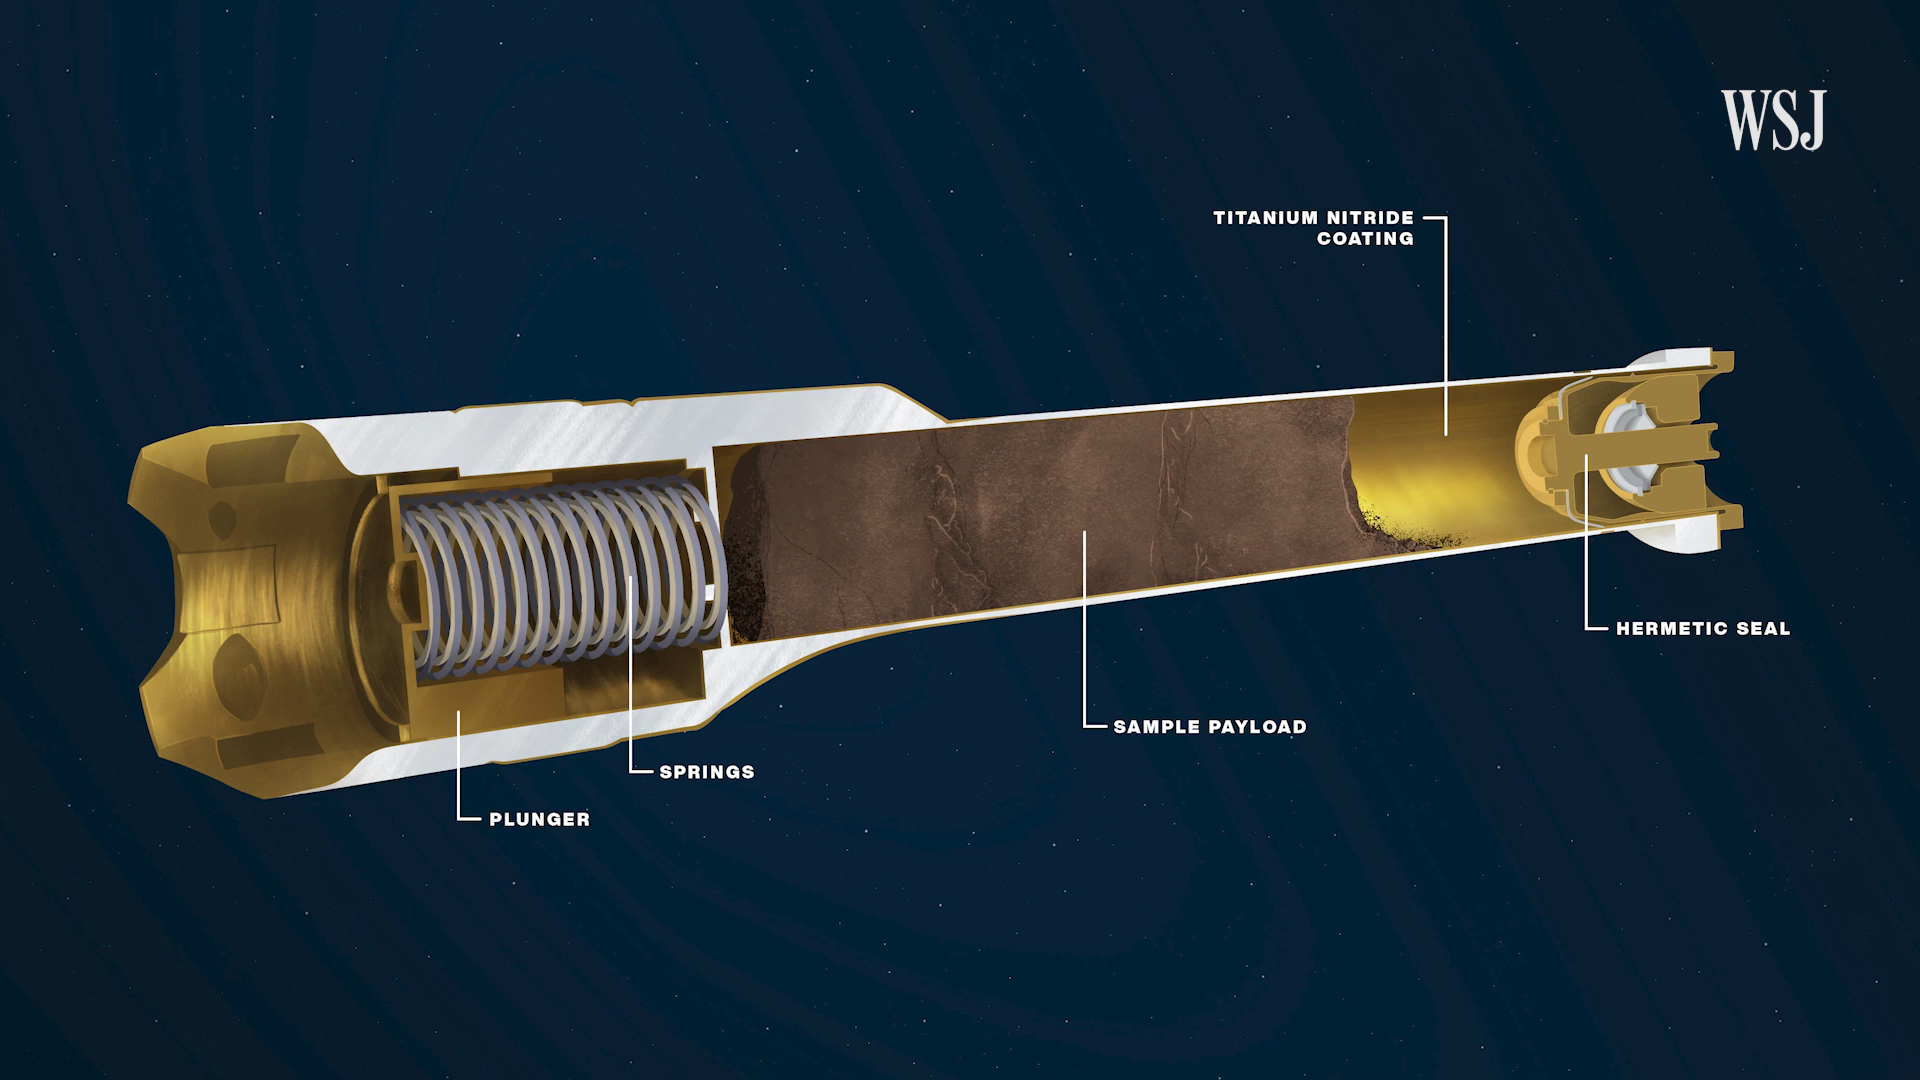 WSJ
TITANIUM NITRIDE
COATING
HERMETIC SEAL
SAMPLE PAYLOAD
SPRINGS
PLUNGER